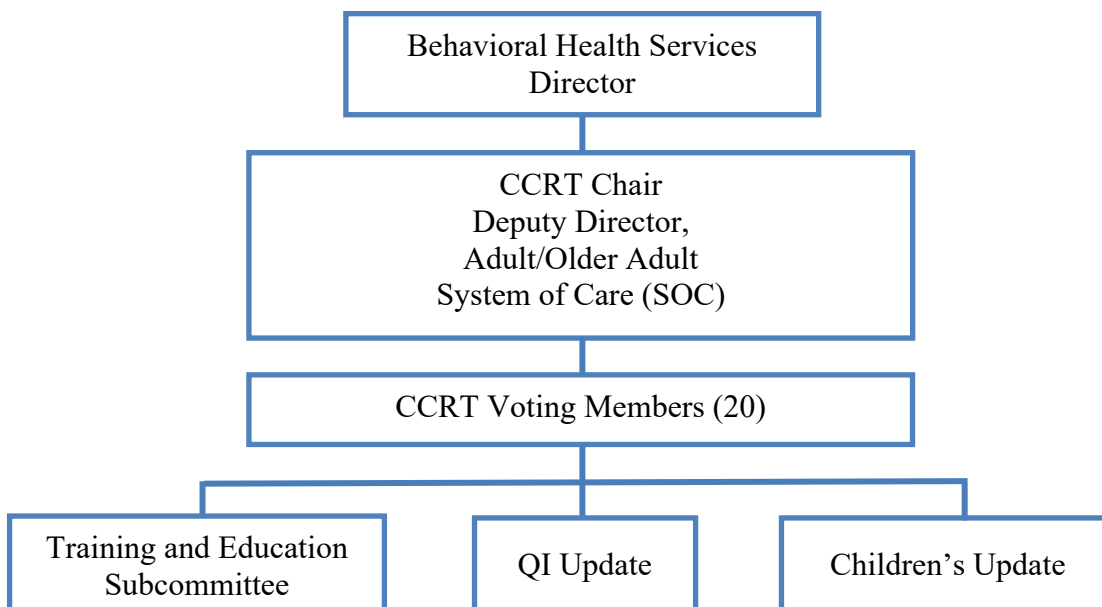 Behavioral Health Services
Director
CCRT Chair
Deputy Director,
Adult/Older Adult
System of Care (SOC)
CCRT Voting Members (20)
Training and Education
Subcommittee
QI Update
Children’s Update